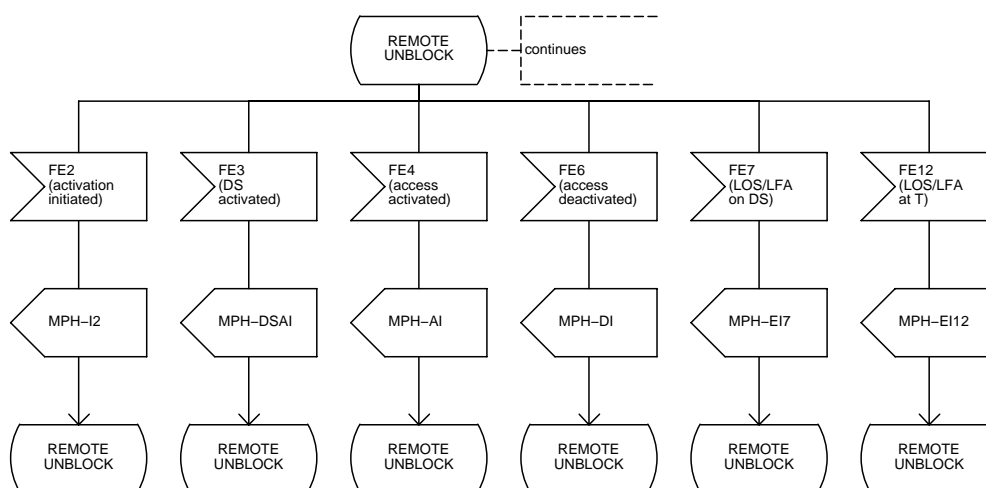 REMOTE
UNBLOCK
continues
FE2
(activation
initiated)
FE3
(DS
activated)
FE4
(access
activated)
FE6
(access
deactivated)
FE7
(LOS/LFA
on DS)
FE12
(LOS/LFA
at T)
MPH–I2
MPH–DSAI
MPH–AI
MPH–DI
MPH–EI7
MPH–EI12
REMOTE
UNBLOCK
REMOTE
UNBLOCK
REMOTE
UNBLOCK
REMOTE
UNBLOCK
REMOTE
UNBLOCK
REMOTE
UNBLOCK